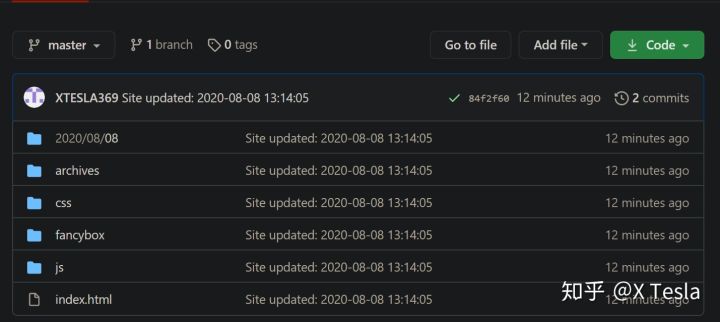 master 1 branch 0 tags Go to file Add file Code
XTESLA369 Site updated: 2020-08-08 13:14:05 84f2f60 12 minutes ago 2 commits
2020/08/08 Site updated: 2020-08-08 13:14:05 12 minutes ago
archives Site updated: 2020-08-08 13:14:05 12 minutes ago
css Site updated: 2020-08-08 13:14:05 12 minutes ago
fancybox Site updated: 2020-08-08 13:14:05 12 minutes ago
js Site updated: 2020-08-08 13:14:05 12 minutes ago
index.html Site updated: 2020-08-08 13:14:05 12 minutes ago
知乎 @X Tesla